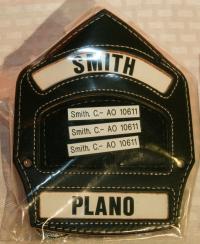 SMITH
Smith, C.- AO 10611
Smith, C.- AO 10611
Smith, C.- AO 10611
PLANO